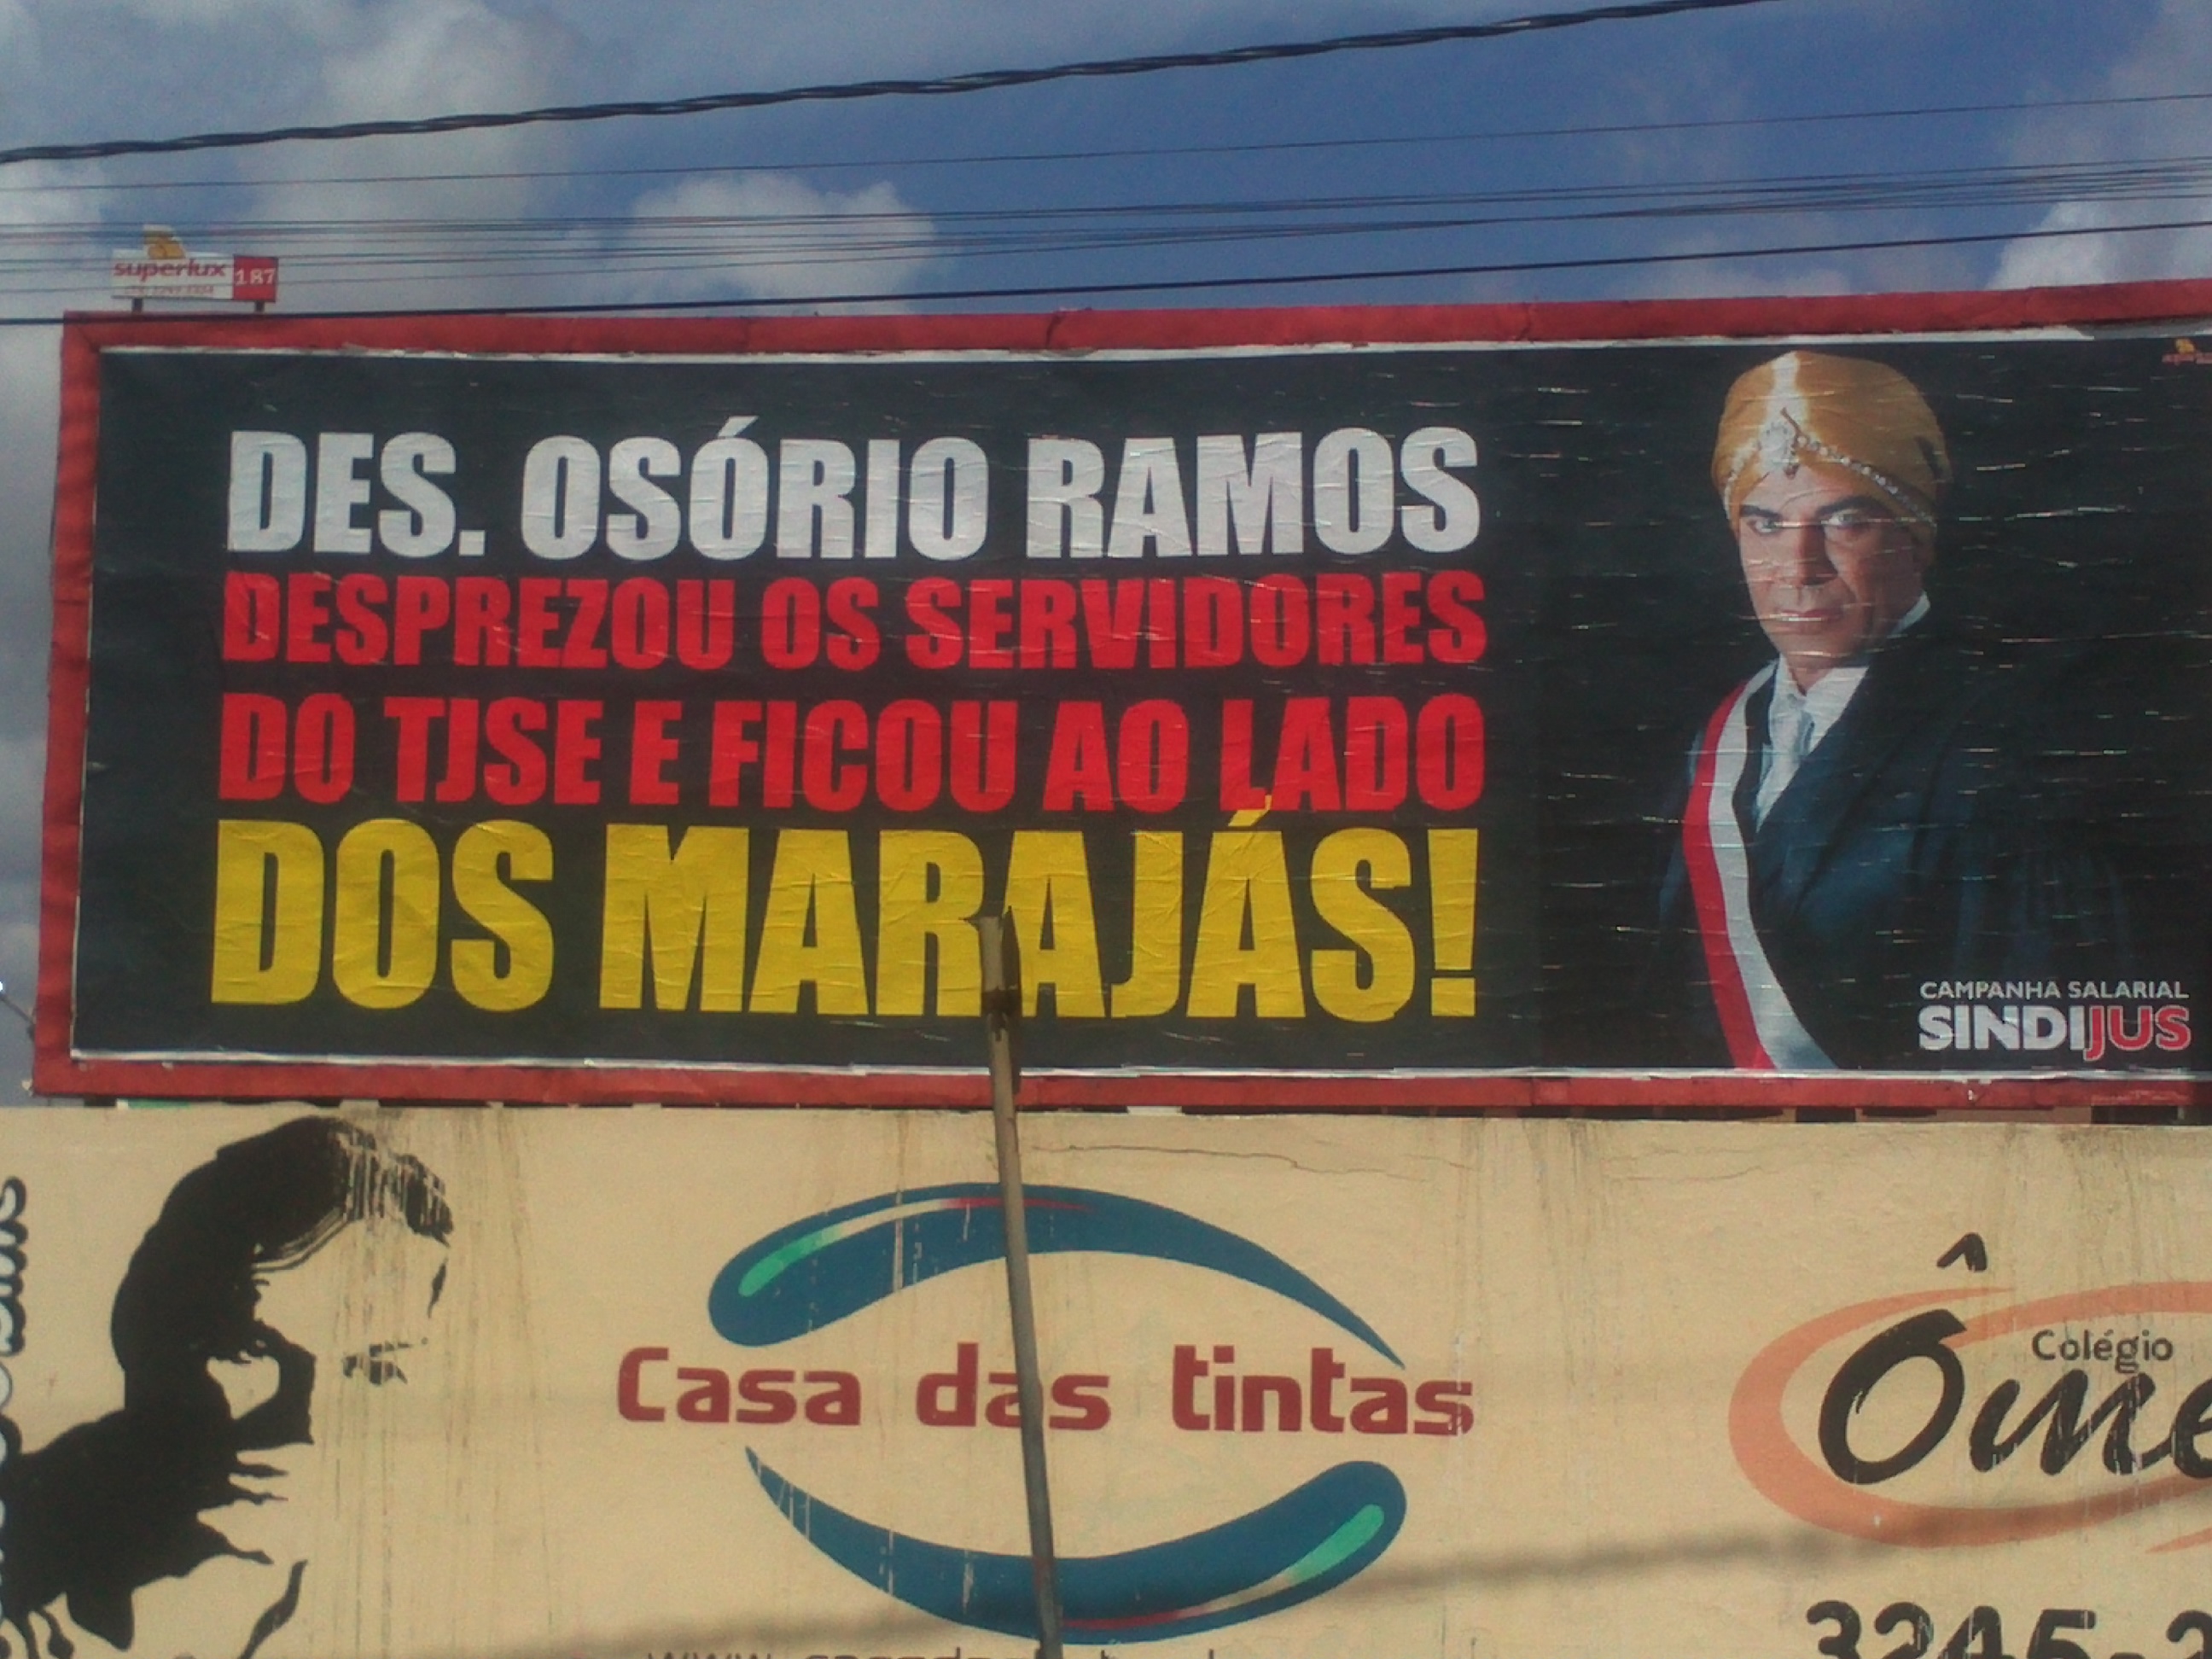 superlux 187
DES. OSÓRIO RAMOS
DESPREZOU OS SERVIDORES
DO TJSE E FICOU AO LADO
DOS MARAJÁS!
CAMPANHA SALARIAL
SINDIJUS
Casa das tintas
Colégio